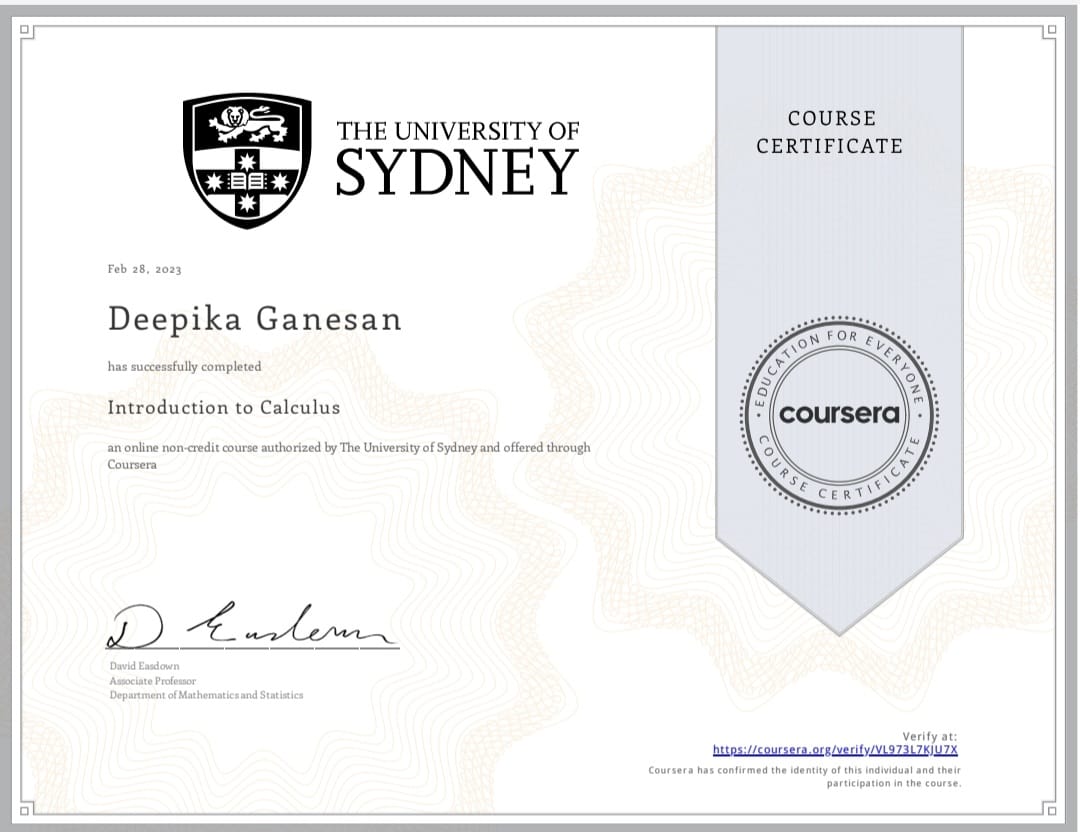 THE UNIVERSITY OF
SYDNEY
COURSE
CERTIFICATE
Feb 28, 2023
Deepika Ganesan
has successfully completed
Introduction to Calculus
an online non-credit course authorized by The University of Sydney and offered through
Coursera
EDUCATION FOR EVERYONE
coursera
COURSE CERTIFICATE
D Easdown
David Easdown
Associate Professor
Department of Mathematics and Statistics
Verify at:
https://coursera.org/verify/VL973L7KJU7X
Coursera has confirmed the identity of this individual and their
participation in the course.